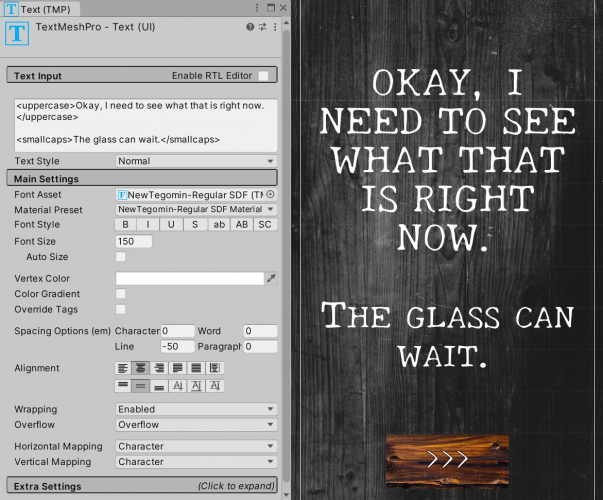 Text (TMP)
TextMeshPro - Text (UI)
Text Input
Enable RTL Editor
<uppercase>Okay, I need to see what that is right now.
</uppercase>
<smallcaps>The glass can wait.</smallcaps>
Text Style Normal
Main Settings
Font Asset NewTegomin-Regular SDF (TM
Material Preset NewTegomin-Regular SDF Material
Font Style B I U S ab AB SC
Font Size 150
Auto Size
Vertex Color
Color Gradient
Override Tags
Spacing Options (em) Character 0 Word 0
Line -50 Paragraph 0
Alignment
Wrapping Enabled
Overflow Overflow
Horizontal Mapping Character
Vertical Mapping Character
Extra Settings (Click to expand)
OKAY, I
NEED TO SEE
WHAT THAT
IS RIGHT
NOW.
THE GLASS CAN
WAIT.
>>>